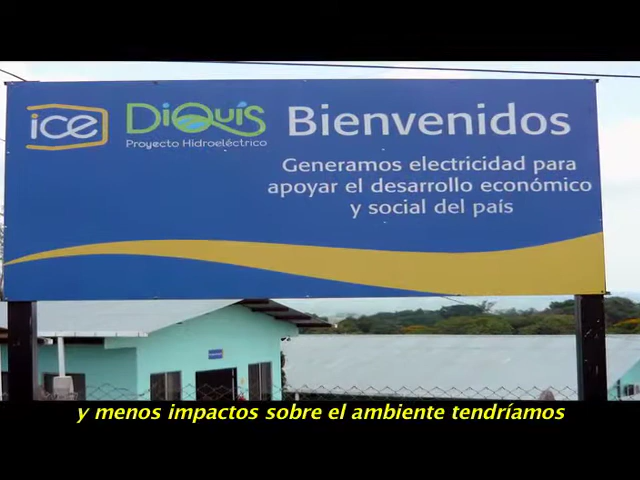 ice
DiQuís
Proyecto Hidroeléctrico
Bienvenidos
Generamos electricidad para
apoyar el desarrollo económico
y social del país
y menos impactos sobre el ambiente tendríamos